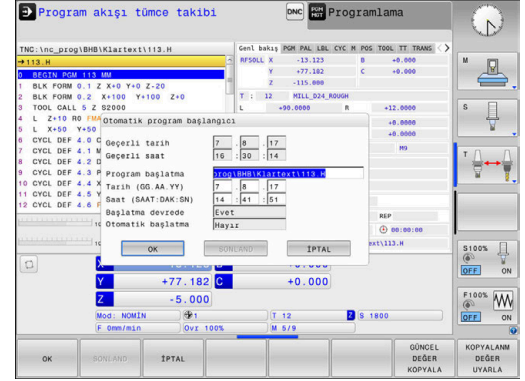 Program akışı tümce takibi
DNC
PGM MGT
Programlama
TNC:\nc_prog\BHB\Klartext\113.H
→113.H
0 BEGIN PGM 113 MM
1 BLK FORM 0.1 Z X+0 Y+0 Z-20
2 BLK FORM 0.2 X+100 Y+100 Z+0
3 TOOL CALL 5 Z S2000
4 L Z+10 R0 FMA
5 L X+50 Y+50
6 CYCL DEF 4.0
7 CYCL DEF 4.1
8 CYCL DEF 4.2
9 CYCL DEF 4.3 P
10 CYCL DEF 4.4 X
11 CYCL DEF 4.5 Y
12 CYCL DEF 4.6 F
Genl bakış PGM PAL LBL CYC M POS TOOL TT TRANS
RFSOLL X -13.123 B +0.000
Y +77.182 C +0.000
Z -115.000
T : 12 MILL_D24_ROUGH
L +90.0000 R +12.0000
+0.0000
+0.0000
M9
REP
00:00:00
ext\113.H
Otomatik program başlangıcı
Geçerli tarih 7 .8 .17
Geçerli saat 16 :30 :14
Program başlatma prog\BHB\Klartext\113.H
Tarih (GG.AA.YY) 7 .8 .17
Saat (SAAT:DAK:SN) 14 :41 :51
Başlatma devrede Evet
Otomatik başlatma Hayır
OK SONLAND İPTAL
X
Y +77.182 C +0.000
Z -5.000
Mod: NOMİN 1 T 12 Z S 1800
F 0mm/min Ovr 100% M 5/9
M
S
T
S100%
OFF ON
F100%
OFF ON
OK
SONLAND
İPTAL
GÜNCEL DEĞER KOPYALA
KOPYALANM DEĞER UYARLA